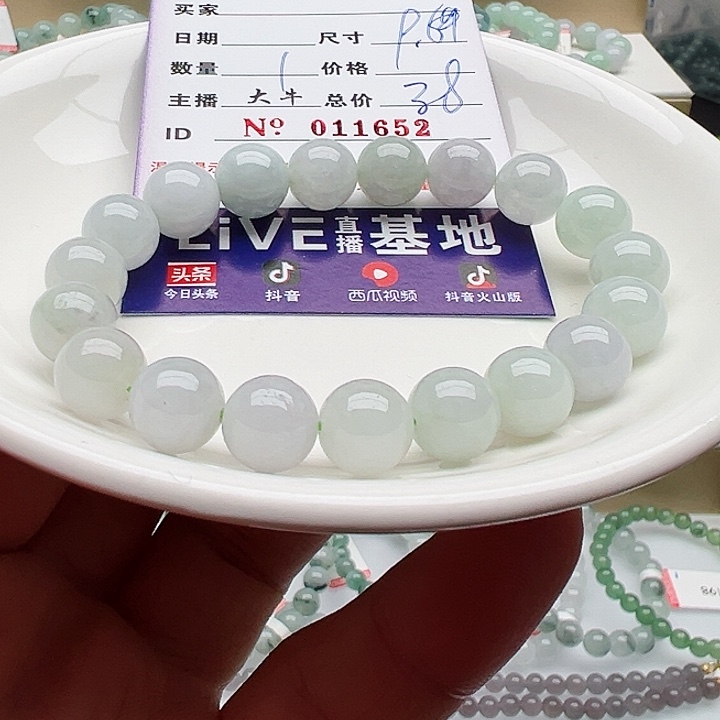 买家
日期 尺寸 9.69
数量 1 价格
主播 大牛 总价 38
ID Nº 011652
LiVE 直播 基地
头条
今日头条 抖音 西瓜视频 抖音火山版